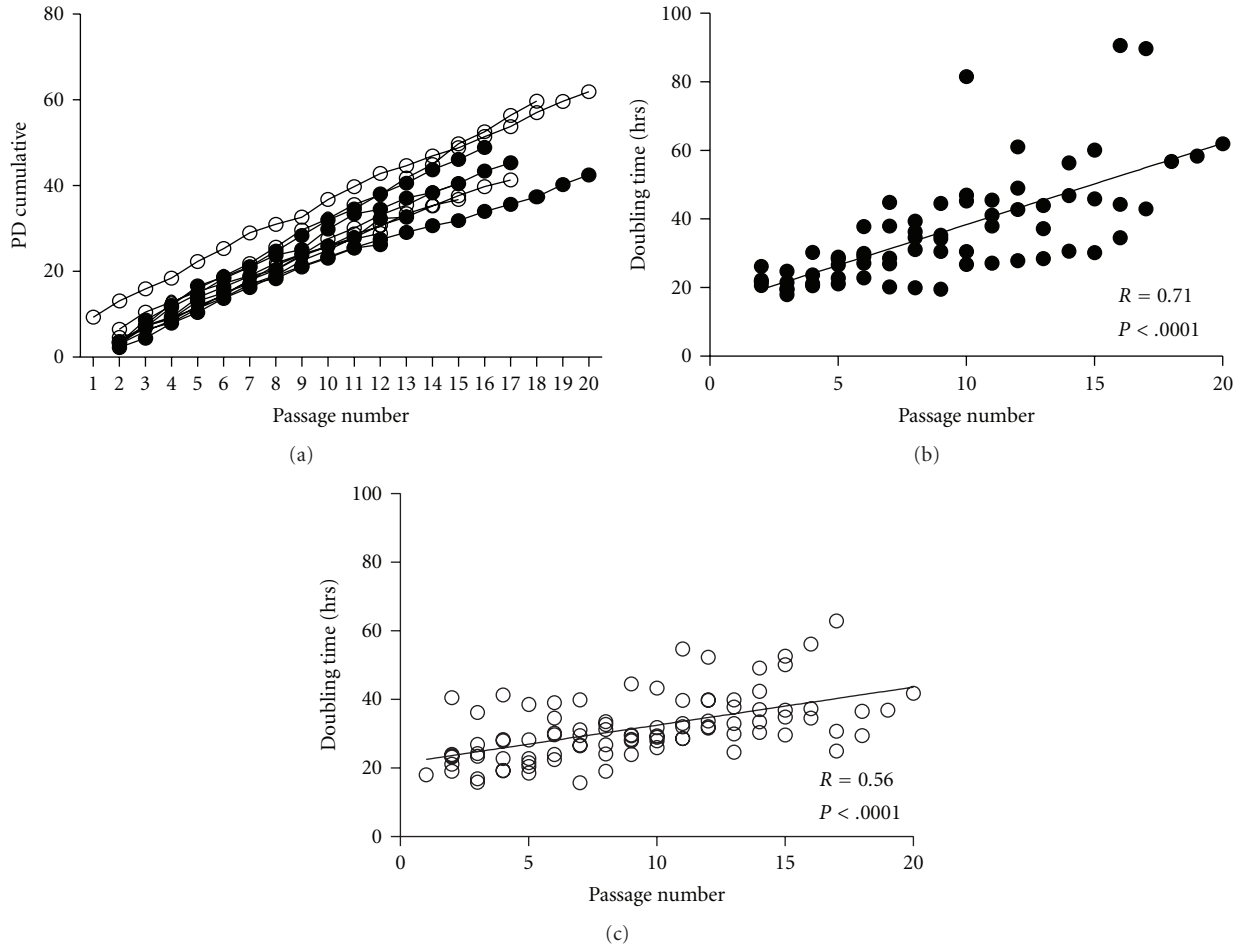 80
60
40
20
0
PD cumulative
1 2 3 4 5 6 7 8 9 10 11 12 13 14 15 16 17 18 19 20
Passage number
(a)
100
80
60
40
20
0
Doubling time (hrs)
R = 0.71
P < .0001
0 5 10 15 20
Passage number
(b)
100
80
60
40
20
0
Doubling time (hrs)
R = 0.56
P < .0001
0 5 10 15 20
Passage number
(c)